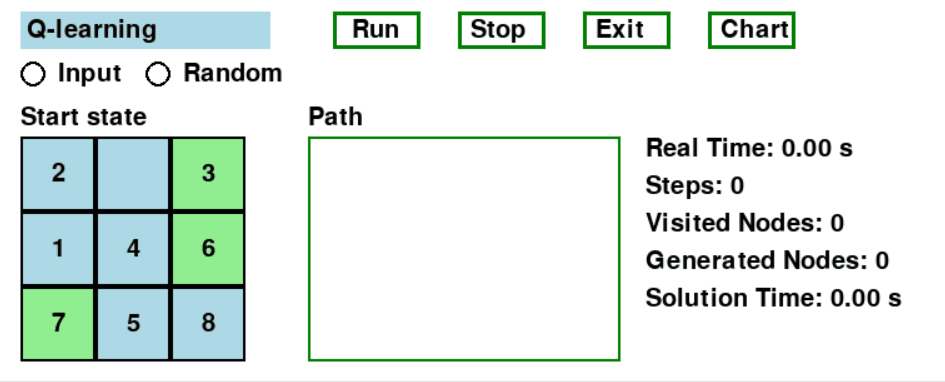 Q-learning Run Stop Exit Chart
Input Random
Start state Path
2 3
1 4 6
7 5 8
Real Time: 0.00 s
Steps: 0
Visited Nodes: 0
Generated Nodes: 0
Solution Time: 0.00 s